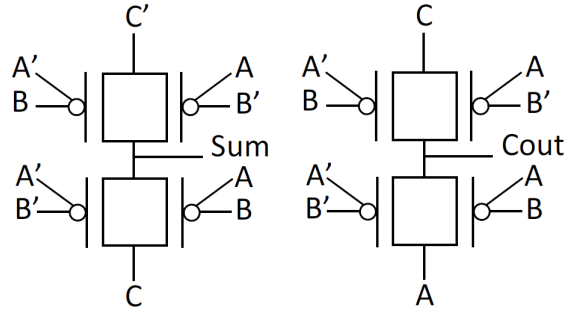 C’ C
A’ A A’ A
B B’ B B’
Sum Cout
A’ A A’ A
B’ B B’ B
C A